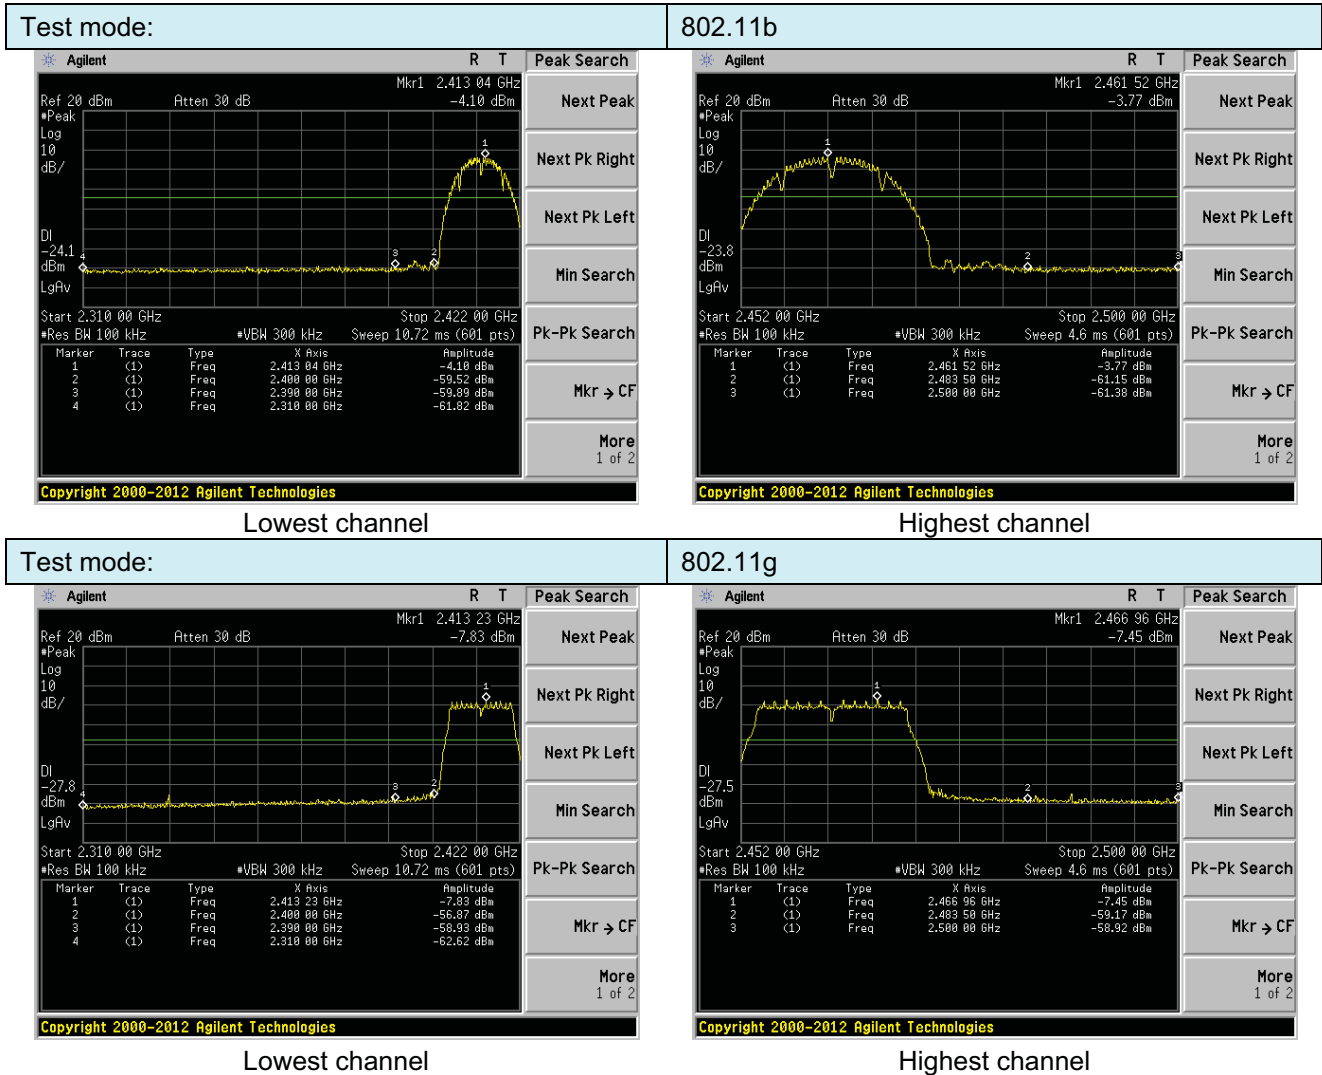 Test mode: 802.11b
Agilent R T Peak Search
Mkr1 2.413 04 GHz
Ref 20 dBm Atten 30 dB -4.10 dBm
#Peak
Log
10
dB/
DI
-24.1
dBm
LgAv
1
2
3
4
Start 2.310 00 GHz Stop 2.422 00 GHz
#Res BW 100 kHz #VBW 300 kHz Sweep 10.72 ms (601 pts)
Marker Trace Type X Axis Amplitude
1 (1) Freq 2.413 04 GHz -4.10 dBm
2 (1) Freq 2.400 00 GHz -59.52 dBm
3 (1) Freq 2.390 00 GHz -59.89 dBm
4 (1) Freq 2.310 00 GHz -61.82 dBm
Next Peak
Next Pk Right
Next Pk Left
Min Search
Pk-Pk Search
Mkr → CF
More
1 of 2
Copyright 2000-2012 Agilent Technologies
Lowest channel
Agilent R T Peak Search
Mkr1 2.461 52 GHz
Ref 20 dBm Atten 30 dB -3.77 dBm
#Peak
Log
10
dB/
DI
-23.8
dBm
LgAv
1
2
3
Start 2.452 00 GHz Stop 2.500 00 GHz
#Res BW 100 kHz #VBW 300 kHz Sweep 4.6 ms (601 pts)
Marker Trace Type X Axis Amplitude
1 (1) Freq 2.461 52 GHz -3.77 dBm
2 (1) Freq 2.483 50 GHz -61.15 dBm
3 (1) Freq 2.500 00 GHz -61.38 dBm
Next Peak
Next Pk Right
Next Pk Left
Min Search
Pk-Pk Search
Mkr → CF
More
1 of 2
Copyright 2000-2012 Agilent Technologies
Highest channel
Test mode: 802.11g
Agilent R T Peak Search
Mkr1 2.413 23 GHz
Ref 20 dBm Atten 30 dB -7.83 dBm
#Peak
Log
10
dB/
DI
-27.8
dBm
LgAv
1
2
3
4
Start 2.310 00 GHz Stop 2.422 00 GHz
#Res BW 100 kHz #VBW 300 kHz Sweep 10.72 ms (601 pts)
Marker Trace Type X Axis Amplitude
1 (1) Freq 2.413 23 GHz -7.83 dBm
2 (1) Freq 2.400 00 GHz -56.87 dBm
3 (1) Freq 2.390 00 GHz -58.93 dBm
4 (1) Freq 2.310 00 GHz -62.62 dBm
Next Peak
Next Pk Right
Next Pk Left
Min Search
Pk-Pk Search
Mkr → CF
More
1 of 2
Copyright 2000-2012 Agilent Technologies
Lowest channel
Agilent R T Peak Search
Mkr1 2.466 96 GHz
Ref 20 dBm Atten 30 dB -7.45 dBm
#Peak
Log
10
dB/
DI
-27.5
dBm
LgAv
1
2
3
Start 2.452 00 GHz Stop 2.500 00 GHz
#Res BW 100 kHz #VBW 300 kHz Sweep 4.6 ms (601 pts)
Marker Trace Type X Axis Amplitude
1 (1) Freq 2.466 96 GHz -7.45 dBm
2 (1) Freq 2.483 50 GHz -59.17 dBm
3 (1) Freq 2.500 00 GHz -58.92 dBm
Next Peak
Next Pk Right
Next Pk Left
Min Search
Pk-Pk Search
Mkr → CF
More
1 of 2
Copyright 2000-2012 Agilent Technologies
Highest channel